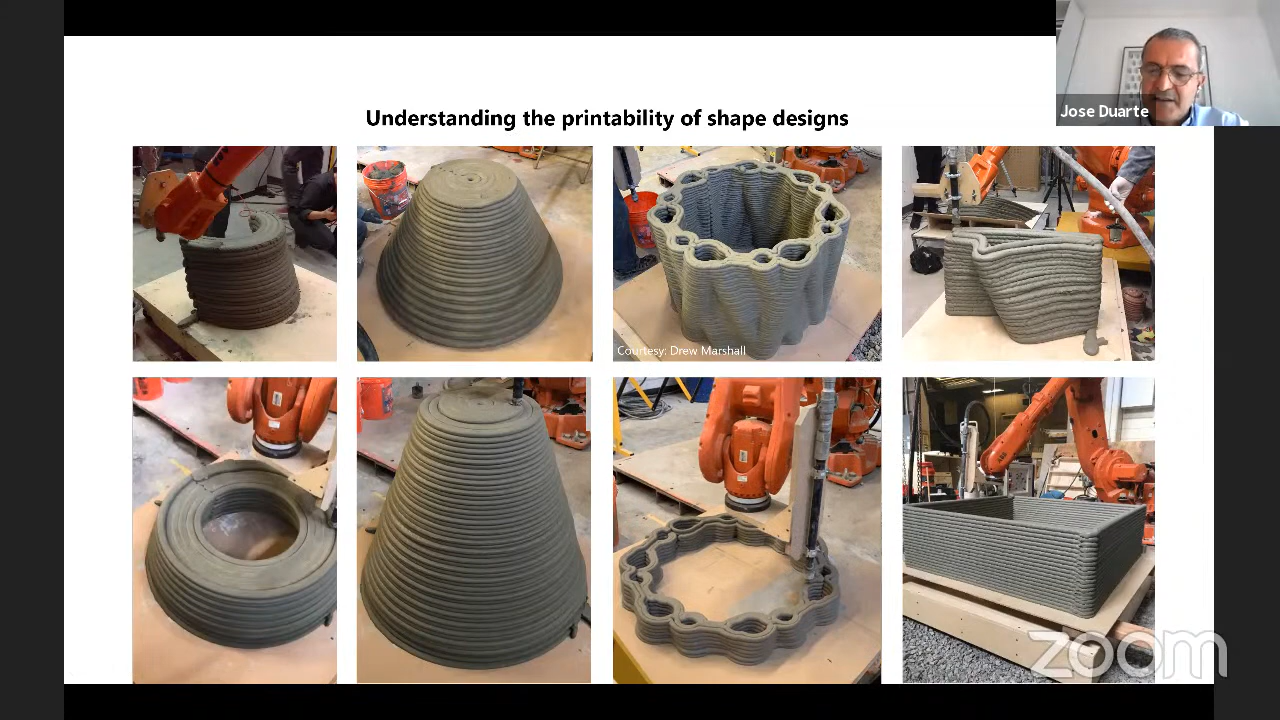 Jose Duarte
Understanding the printability of shape designs
Courtesy: Drew Marshall
zoom